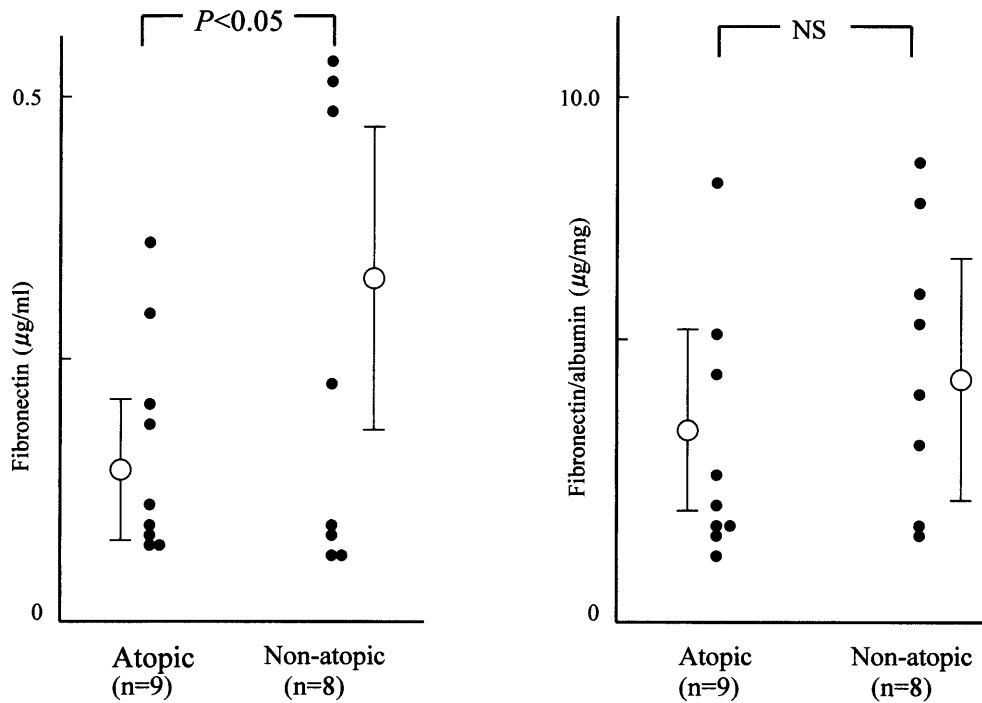 P<0.05
Fibronectin (μg/ml)
0.5
0
Atopic
(n=9)
Non-atopic
(n=8)
NS
Fibronectin/albumin (μg/mg)
10.0
0
Atopic
(n=9)
Non-atopic
(n=8)